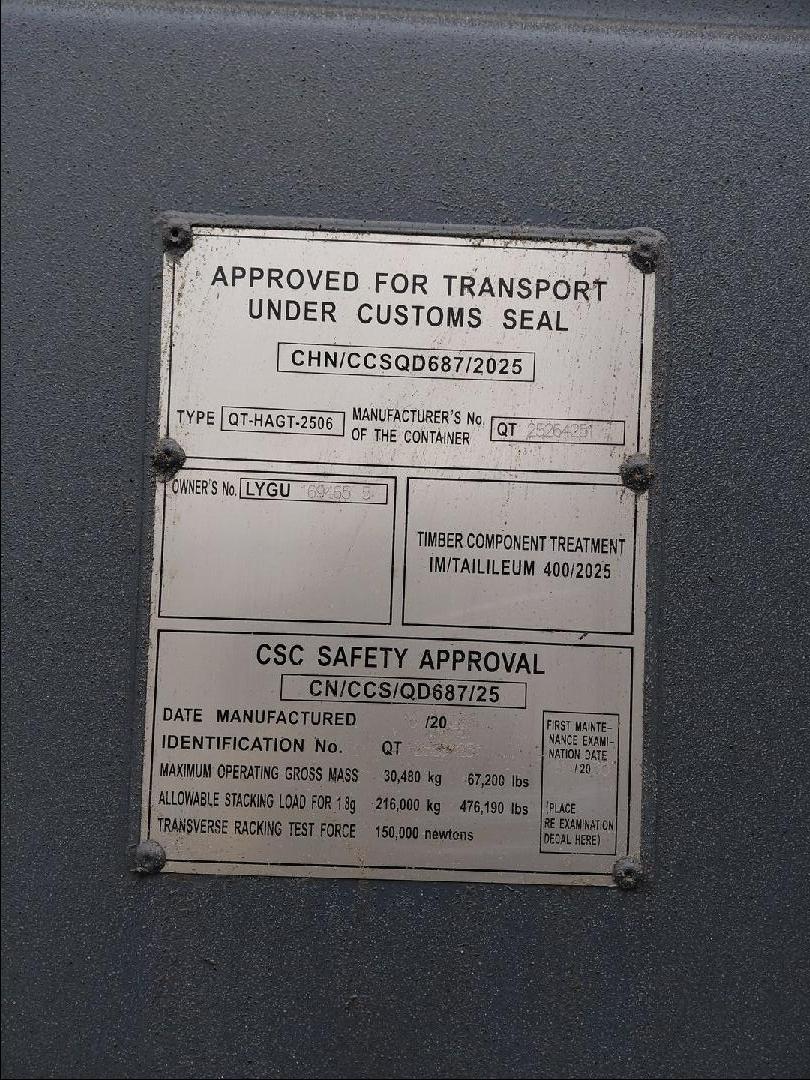 APPROVED FOR TRANSPORT
UNDER CUSTOMS SEAL
CHN/CCSQD687/2025
TYPE QT-HAGT-2506 MANUFACTURER'S No. OF THE CONTAINER QT
OWNER'S No. LYGU
TIMBER COMPONENT TREATMENT
IM/TAILILEUM 400/2025
CSC SAFETY APPROVAL
CN/CCS/QD687/25
DATE MANUFACTURED /20
IDENTIFICATION No. QT
MAXIMUM OPERATING GROSS MASS 30,480 kg 67,200 lbs
ALLOWABLE STACKING LOAD FOR 1.8g 216,000 kg 476,190 lbs
TRANSVERSE RACKING TEST FORCE 150,000 newtons
FIRST MAINTE-
NANCE EXAMI-
NATION DATE
/20
(PLACE
RE EXAMINATION
DECAL HERE)